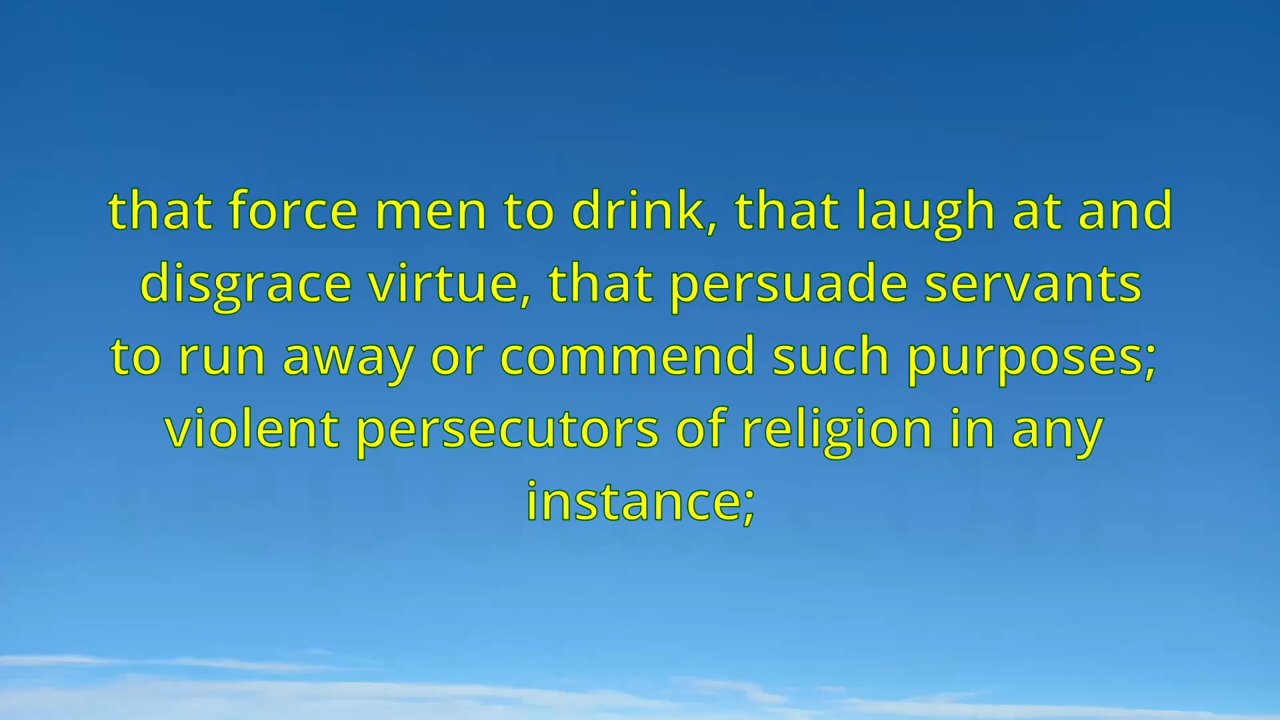 that force men to drink, that laugh at and
disgrace virtue, that persuade servants
to run away or commend such purposes;
violent persecutors of religion in any
instance;